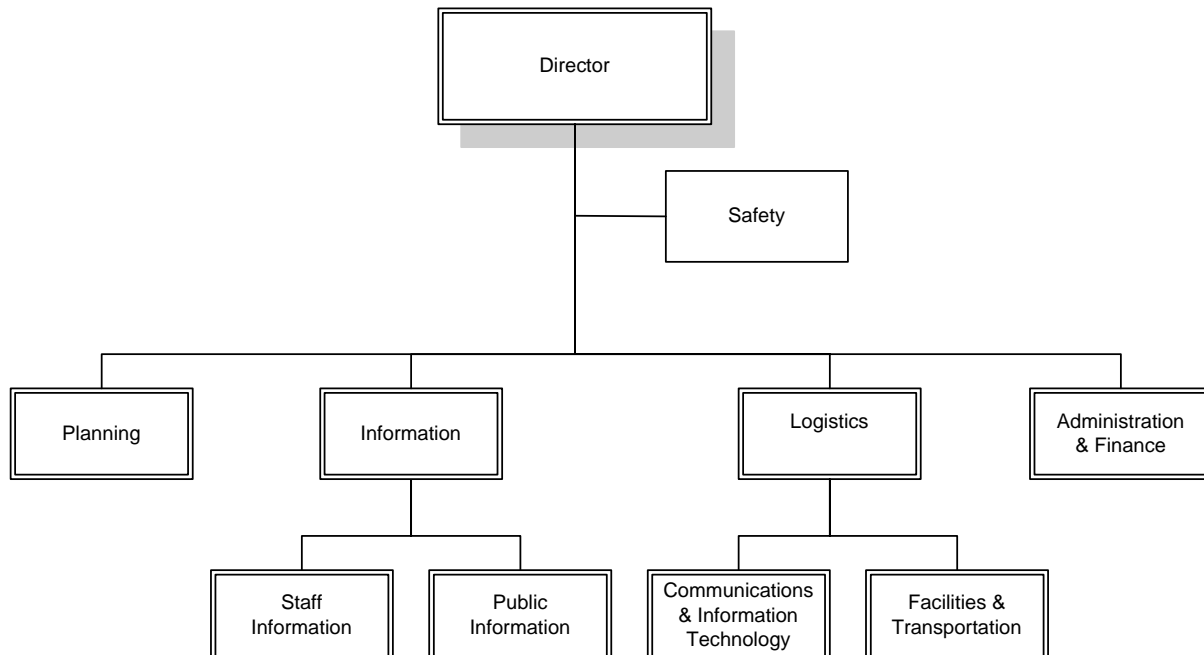 Director
Safety
Planning
Information
Logistics
Administration
& Finance
Staff
Information
Public
Information
Communications
& Information
Technology
Facilities &
Transportation